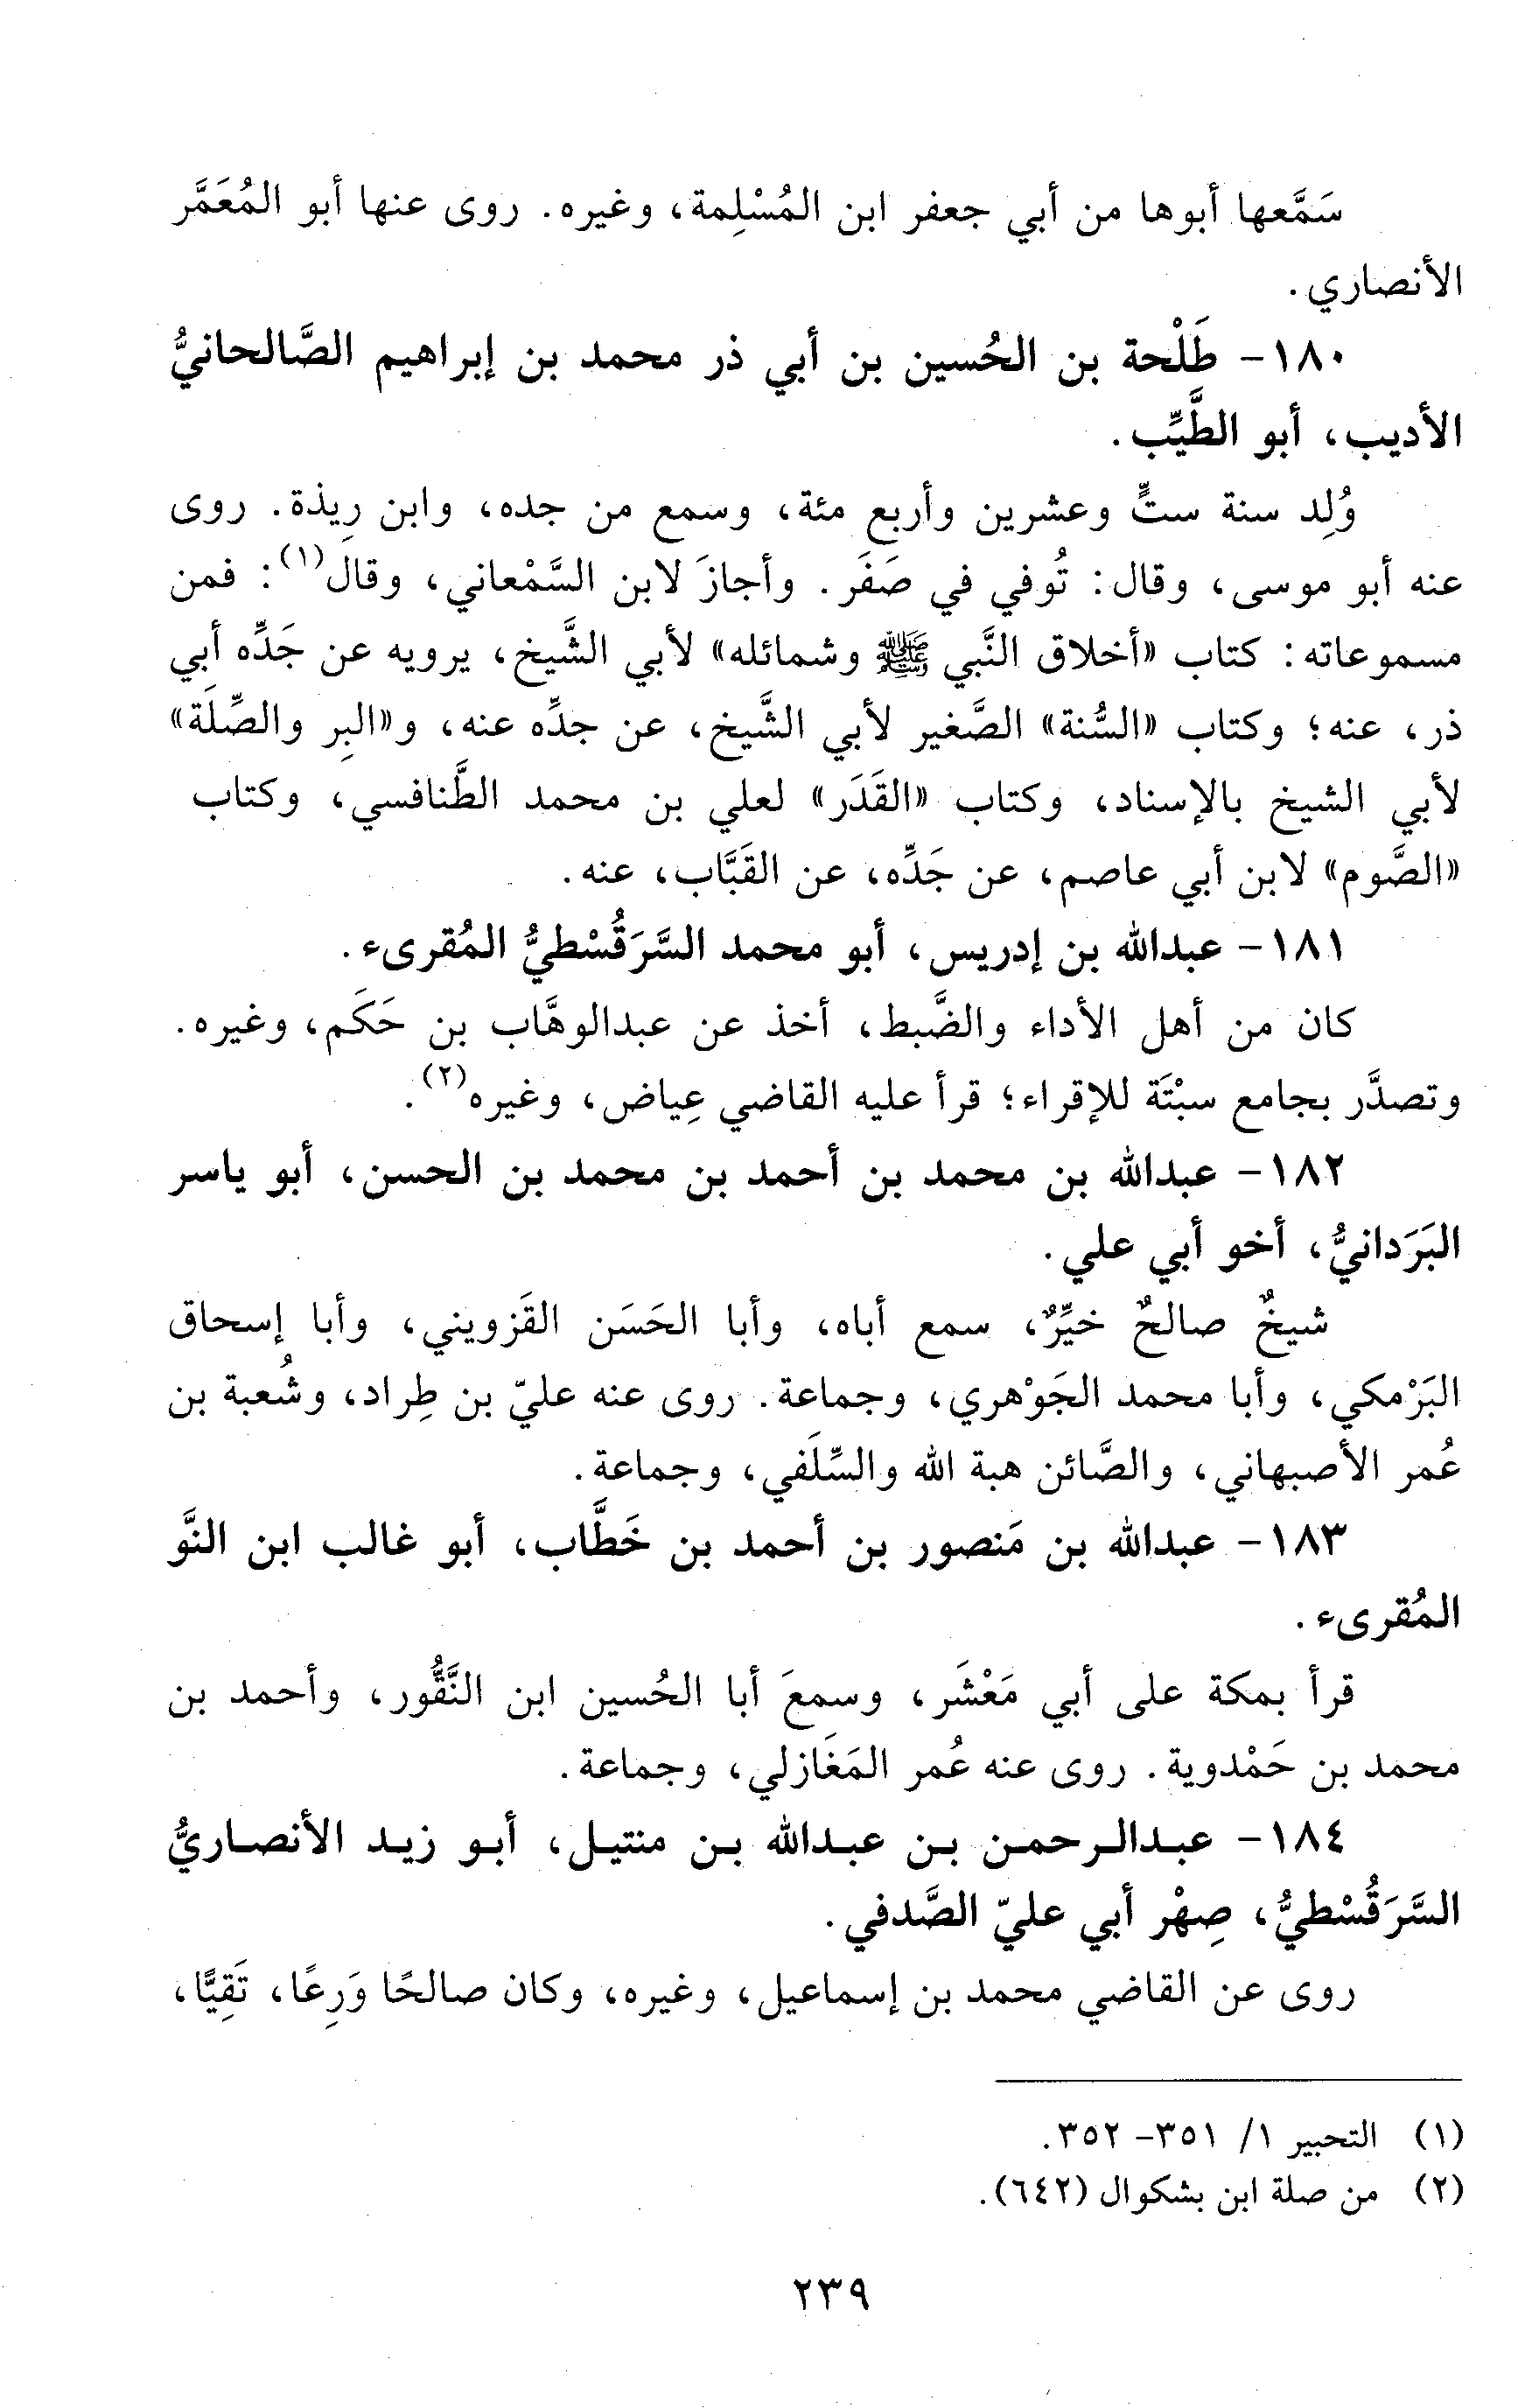 سَمَّعها أبوها من أبي جعفر ابن المُسْلِمة، وغيره. روى عنها أبو المُعَمَّر
الأنصاري.
١٨٠- طَلْحة بن الحُسين بن أبي ذر محمد بن إبراهيم الصَّالحانيُّ
الأديب، أبو الطَّيِّب.
وُلِد سنة ستٍّ وعشرين وأربع مئة، وسمع من جده، وابن رِيذة. روى
عنه أبو موسى، وقال: تُوفي في صَفَر. وأجازَ لابن السَّمْعاني، وقال(١): فمن
مسموعاته: كتاب «أخلاق النَّبي ﷺ وشمائله» لأبي الشَّيخ، يرويه عن جَدِّه أبي
ذر، عنه؛ وكتاب «السُّنة» الصَّغير لأبي الشَّيخ، عن جدِّه عنه، و«البِر والصِّلَة»
لأبي الشيخ بالإسناد، وكتاب «القَدَر» لعلي بن محمد الطَّنافسي، وكتاب
«الصَّوم» لابن أبي عاصم، عن جَدِّه، عن القَبَّاب، عنه.
١٨١- عبدالله بن إدريس، أبو محمد السَّرَقُسْطيُّ المُقرىء.
كان من أهل الأداء والضَّبط، أخذ عن عبدالوهَّاب بن حَكَم، وغيره.
وتصدَّر بجامع سبْتَة للإقراء؛ قرأ عليه القاضي عِياض، وغيره(٢).
١٨٢- عبدالله بن محمد بن أحمد بن محمد بن الحسن، أبو ياسر
البَرَدانيُّ، أخو أبي علي.
شيخٌ صالحٌ خيِّرٌ، سمع أباه، وأبا الحَسَن القَزويني، وأبا إسحاق
البَرْمكي، وأبا محمد الجَوْهري، وجماعة. روى عنه عليّ بن طِراد، وشُعبة بن
عُمر الأصبهاني، والصَّائن هبة الله والسِّلَفي، وجماعة.
١٨٣- عبدالله بن مَنصور بن أحمد بن خَطَّاب، أبو غالب ابن النَّو
المُقرىء.
قرأ بمكة على أبي مَعْشَر، وسمعَ أبا الحُسين ابن النَّقُّور، وأحمد بن
محمد بن حَمْدوية. روى عنه عُمر المَغَازلي، وجماعة.
١٨٤- عبدالرحمن بن عبدالله بن منتيل، أبو زيد الأنصاريُّ
السَّرَقُسْطيُّ، صِهْر أبي عليّ الصَّدفي.
روى عن القاضي محمد بن إسماعيل، وغيره، وكان صالحًا وَرِعًا، تَقِيًّا،
(١) التحبير ١/ ٣٥١- ٣٥٢.
(٢) من صلة ابن بشكوال (٦٤٢).
٢٣٩